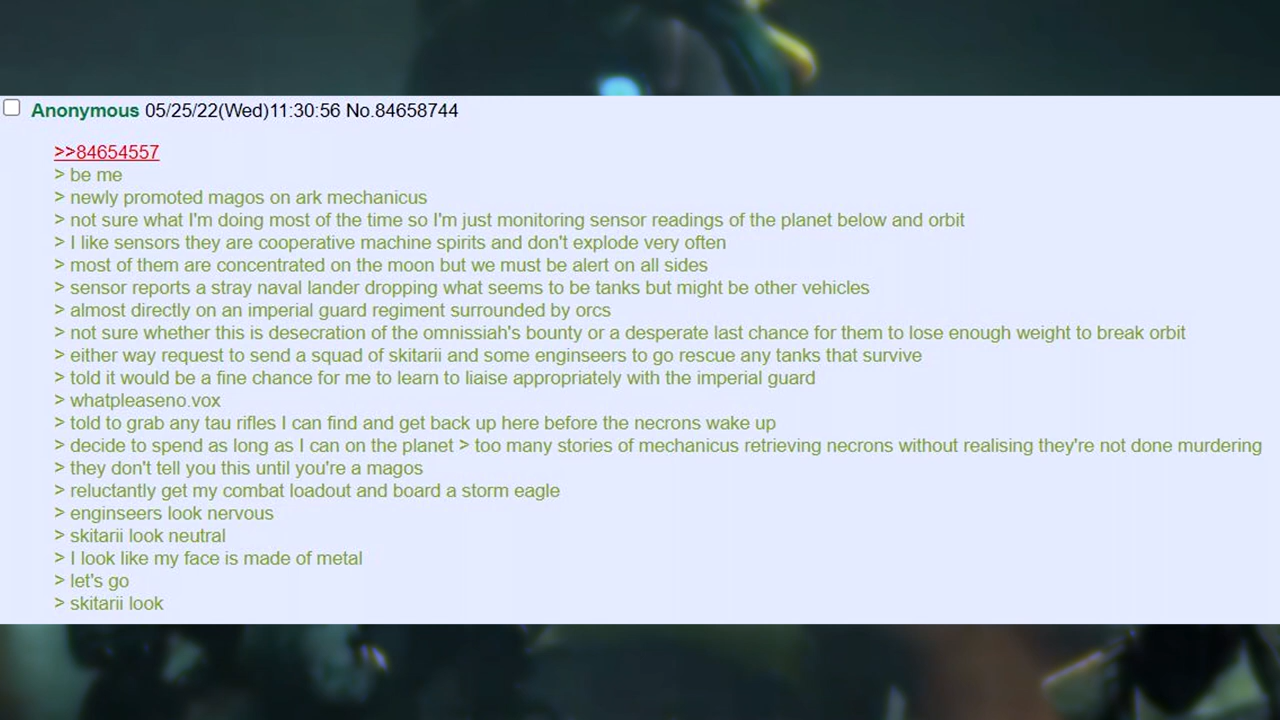 Anonymous 05/25/22(Wed)11:30:56 No.84658744
>>84654557
> be me
> newly promoted magos on ark mechanicus
> not sure what I'm doing most of the time so I'm just monitoring sensor readings of the planet below and orbit
> I like sensors they are cooperative machine spirits and don't explode very often
> most of them are concentrated on the moon but we must be alert on all sides
> sensor reports a stray naval lander dropping what seems to be tanks but might be other vehicles
> almost directly on an imperial guard regiment surrounded by orcs
> not sure whether this is desecration of the omnissiah's bounty or a desperate last chance for them to lose enough weight to break orbit
> either way request to send a squad of skitarii and some enginseers to go rescue any tanks that survive
> told it would be a fine chance for me to learn to liaise appropriately with the imperial guard
> whatpleaseno.vox
> told to grab any tau rifles I can find and get back up here before the necrons wake up
> decide to spend as long as I can on the planet > too many stories of mechanicus retrieving necrons without realising they're not done murdering
> they don't tell you this until you're a magos
> reluctantly get my combat loadout and board a storm eagle
> enginseers look nervous
> skitarii look neutral
> I look like my face is made of metal
> let's go
> skitarii look